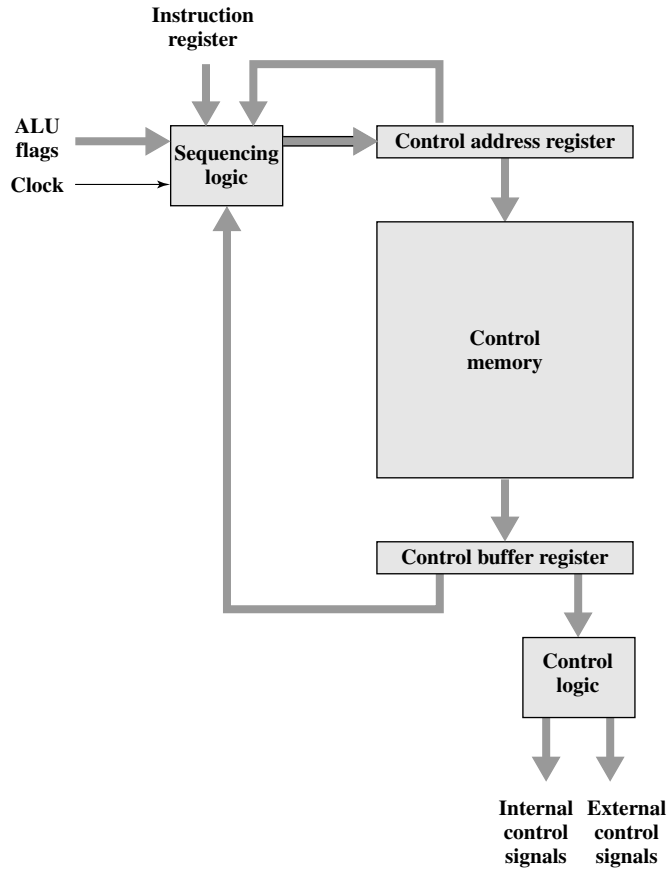 Instruction
register
ALU
flags
Clock
Sequencing
logic
Control address register
Control
memory
Control buffer register
Control
logic
Internal
control
signals
External
control
signals